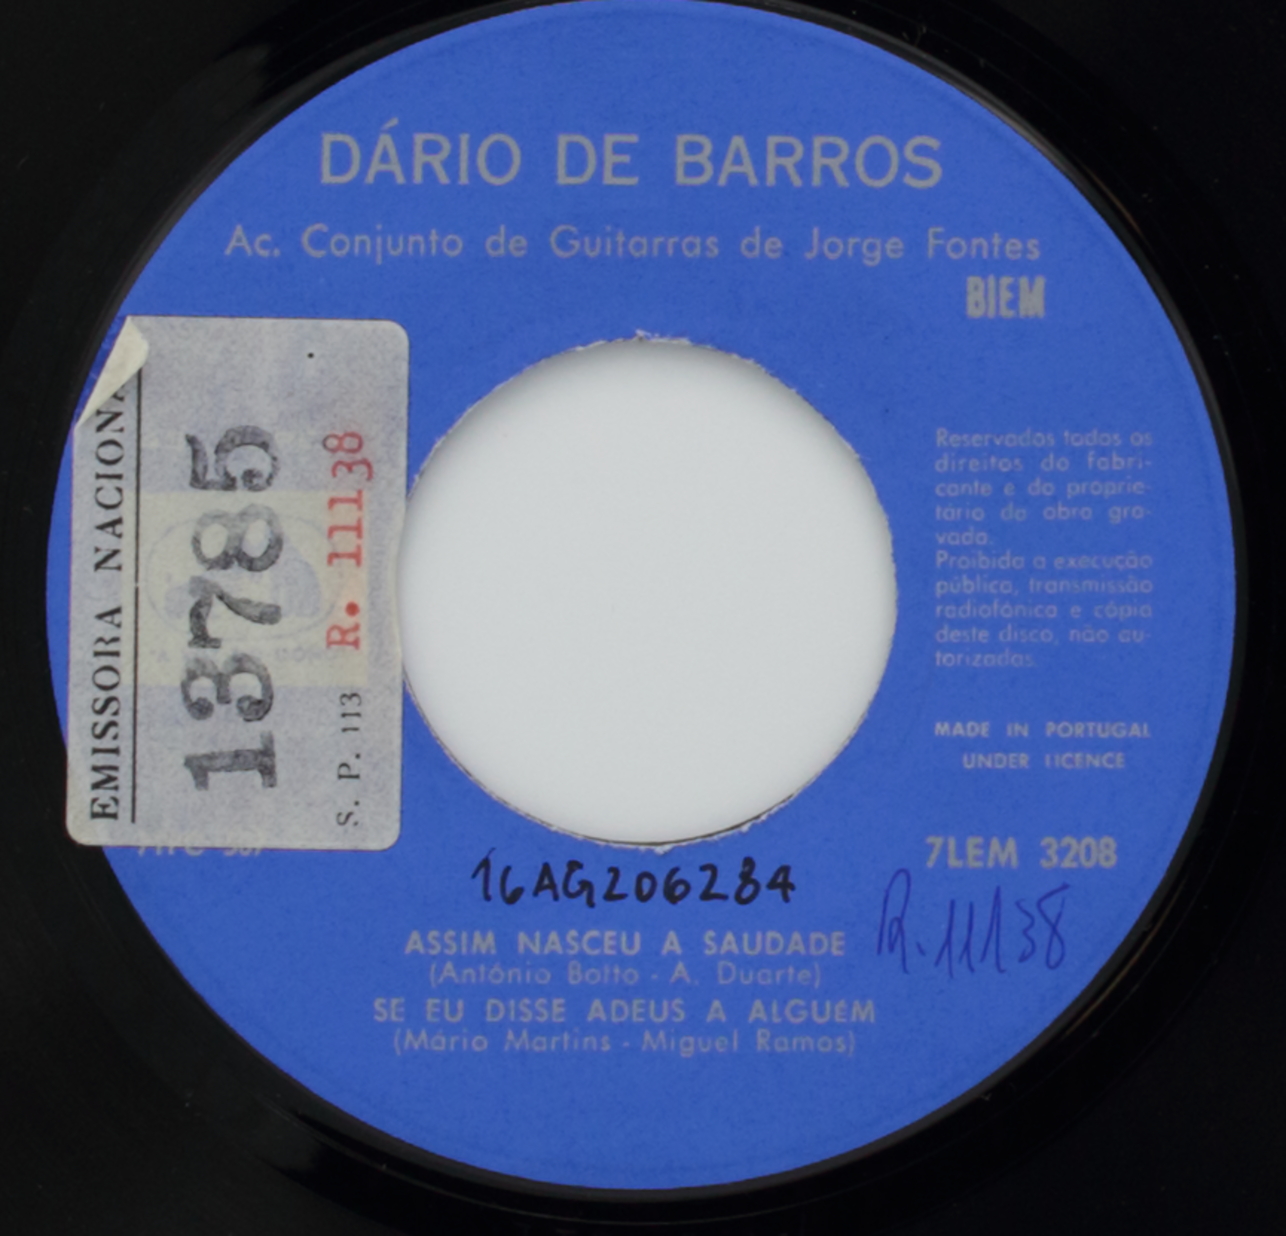 DÁRIO DE BARROS
Ac. Conjunto de Guitarras de Jorge Fontes
BIEM
EMISSORA NACION
13785
R. 11138
S. P. 113
Reservados todos os
direitos do fabri-
cante e do proprie-
tário da obra gra-
vada.
Proibida a execução
pública, transmissão
radiofónica e cópia
deste disco, não au-
torizadas.
MADE IN PORTUGAL
UNDER LICENCE
7LEM 3208
16AG206284
R.11138
ASSIM NASCEU A SAUDADE
(António Botto - A. Duarte)
SE EU DISSE ADEUS A ALGUÉM
(Mário Martins - Miguel Ramos)